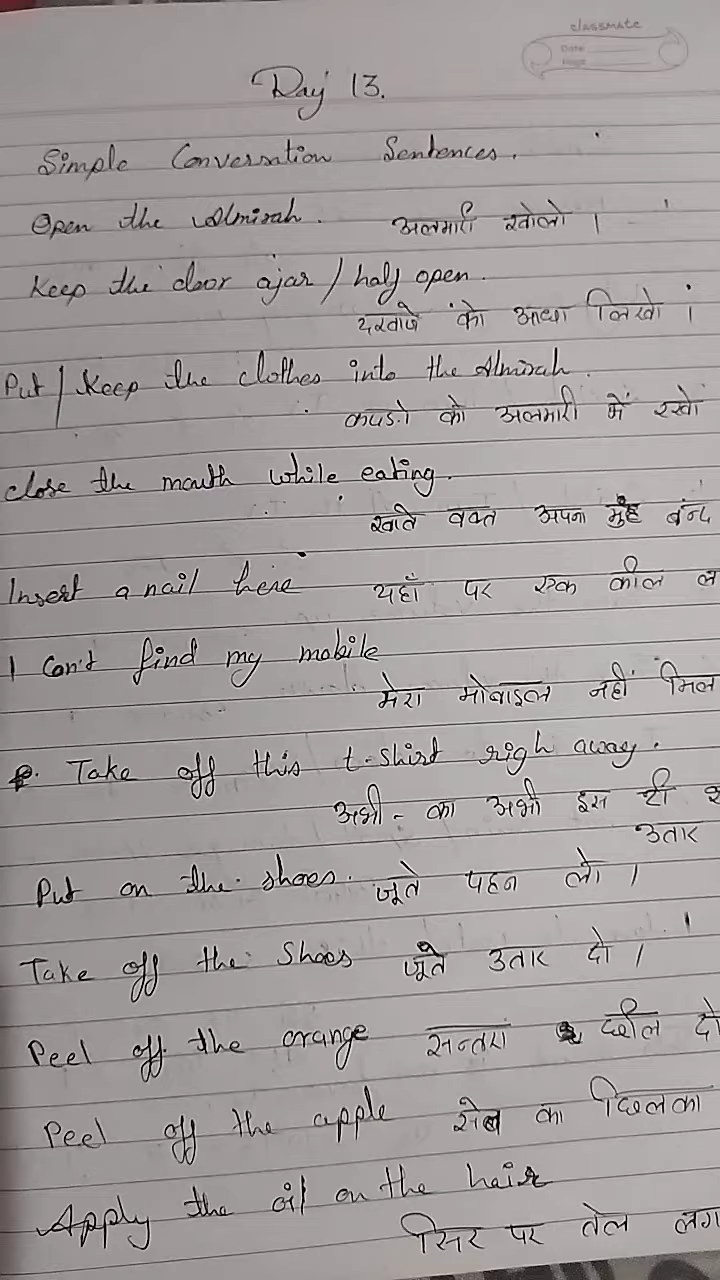 classmate
Date
Page
Day 13.
Simple Conversation Sentences.
Open the Almirah. अलमारी खोलो ।
Keep the door ajar / half open.
दरवाजे को आधा लिखो ।
Put / Keep the clothes into the Almirah.
कपड़ो को अलमारी में रखो
close the mouth while eating.
खाते वक्त अपना मुँह बन्द
Insert a nail here यहाँ पर एक कील ल
I Can't find my mobile
मेरा मोबाइल नहीं मिल
Take off this t-shirt righ away.
अभी - का अभी इस टी श
उतार
Put on the shoes. जूते पहन लो ।
Take off the Shoes जूते उतार दो ।
Peel off the orange सन्तरा छील दो
Peel off the apple सेब का छिलका
Apply the oil on the hair
सिर पर तेल लग